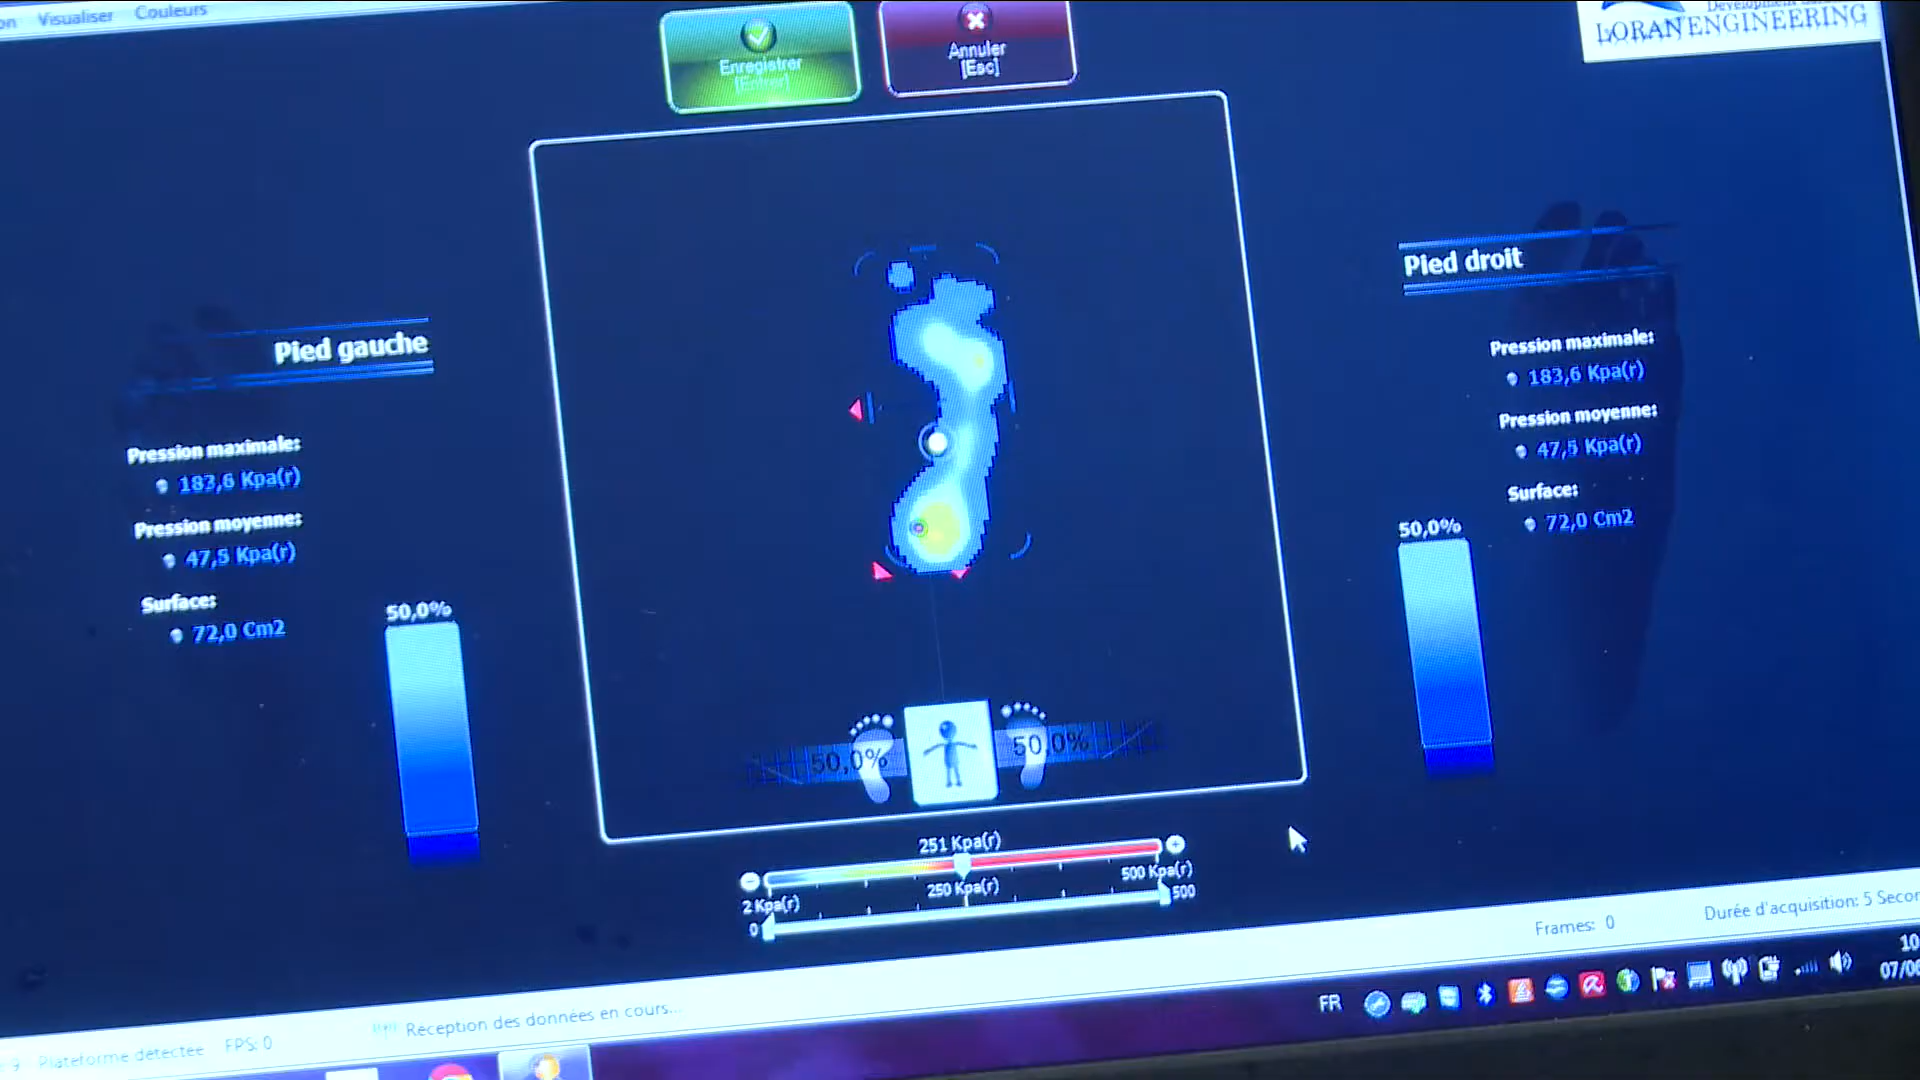 Visualiser Couleurs
Enregistrer
[Entrer]
Annuler
[Esc]
LORAN ENGINEERING
Pied gauche
Pression maximale:
183,6 Kpa(r)
Pression moyenne:
47,5 Kpa(r)
Surface:
72,0 Cm2
50,0%
Pied droit
Pression maximale:
183,6 Kpa(r)
Pression moyenne:
47,5 Kpa(r)
Surface:
72,0 Cm2
50,0%
50,0% 50,0%
251 Kpa(r)
2 Kpa(r) 250 Kpa(r) 500 Kpa(r)
0 500
Frames: 0 Durée d'acquisition: 5
Plateforme détectée FPS: 0 Réception des données en cours...
FR